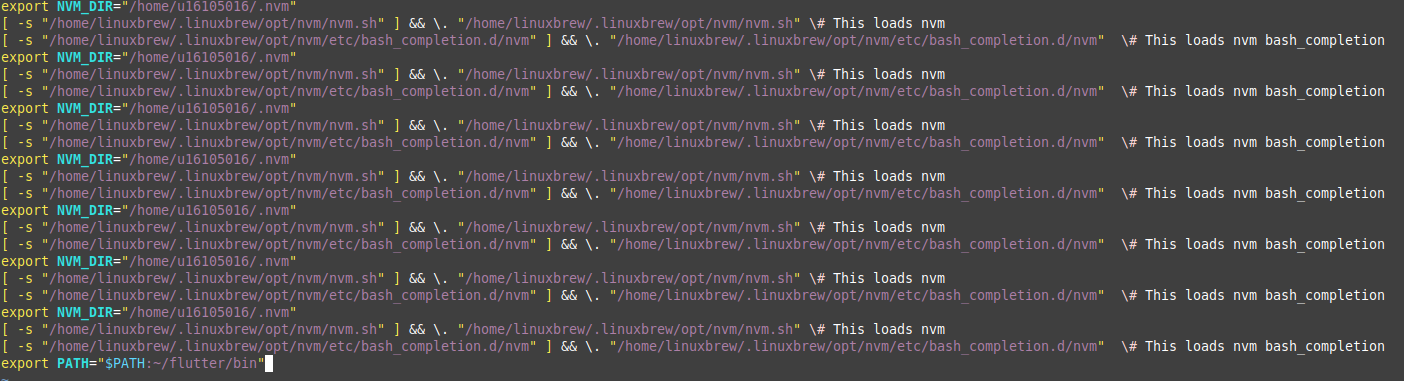 export NVM_DIR="/home/u16105016/.nvm"
[ -s "/home/linuxbrew/.linuxbrew/opt/nvm/nvm.sh" ] && \. "/home/linuxbrew/.linuxbrew/opt/nvm/nvm.sh" \# This loads nvm
[ -s "/home/linuxbrew/.linuxbrew/opt/nvm/etc/bash_completion.d/nvm" ] && \. "/home/linuxbrew/.linuxbrew/opt/nvm/etc/bash_completion.d/nvm"  \# This loads nvm bash_completion
export NVM_DIR="/home/u16105016/.nvm"
[ -s "/home/linuxbrew/.linuxbrew/opt/nvm/nvm.sh" ] && \. "/home/linuxbrew/.linuxbrew/opt/nvm/nvm.sh" \# This loads nvm
[ -s "/home/linuxbrew/.linuxbrew/opt/nvm/etc/bash_completion.d/nvm" ] && \. "/home/linuxbrew/.linuxbrew/opt/nvm/etc/bash_completion.d/nvm"  \# This loads nvm bash_completion
export NVM_DIR="/home/u16105016/.nvm"
[ -s "/home/linuxbrew/.linuxbrew/opt/nvm/nvm.sh" ] && \. "/home/linuxbrew/.linuxbrew/opt/nvm/nvm.sh" \# This loads nvm
[ -s "/home/linuxbrew/.linuxbrew/opt/nvm/etc/bash_completion.d/nvm" ] && \. "/home/linuxbrew/.linuxbrew/opt/nvm/etc/bash_completion.d/nvm"  \# This loads nvm bash_completion
export NVM_DIR="/home/u16105016/.nvm"
[ -s "/home/linuxbrew/.linuxbrew/opt/nvm/nvm.sh" ] && \. "/home/linuxbrew/.linuxbrew/opt/nvm/nvm.sh" \# This loads nvm
[ -s "/home/linuxbrew/.linuxbrew/opt/nvm/etc/bash_completion.d/nvm" ] && \. "/home/linuxbrew/.linuxbrew/opt/nvm/etc/bash_completion.d/nvm"  \# This loads nvm bash_completion
export NVM_DIR="/home/u16105016/.nvm"
[ -s "/home/linuxbrew/.linuxbrew/opt/nvm/nvm.sh" ] && \. "/home/linuxbrew/.linuxbrew/opt/nvm/nvm.sh" \# This loads nvm
[ -s "/home/linuxbrew/.linuxbrew/opt/nvm/etc/bash_completion.d/nvm" ] && \. "/home/linuxbrew/.linuxbrew/opt/nvm/etc/bash_completion.d/nvm"  \# This loads nvm bash_completion
export NVM_DIR="/home/u16105016/.nvm"
[ -s "/home/linuxbrew/.linuxbrew/opt/nvm/nvm.sh" ] && \. "/home/linuxbrew/.linuxbrew/opt/nvm/nvm.sh" \# This loads nvm
[ -s "/home/linuxbrew/.linuxbrew/opt/nvm/etc/bash_completion.d/nvm" ] && \. "/home/linuxbrew/.linuxbrew/opt/nvm/etc/bash_completion.d/nvm"  \# This loads nvm bash_completion
export NVM_DIR="/home/u16105016/.nvm"
[ -s "/home/linuxbrew/.linuxbrew/opt/nvm/nvm.sh" ] && \. "/home/linuxbrew/.linuxbrew/opt/nvm/nvm.sh" \# This loads nvm
[ -s "/home/linuxbrew/.linuxbrew/opt/nvm/etc/bash_completion.d/nvm" ] && \. "/home/linuxbrew/.linuxbrew/opt/nvm/etc/bash_completion.d/nvm"  \# This loads nvm bash_completion
export PATH="$PATH:~/flutter/bin"
~